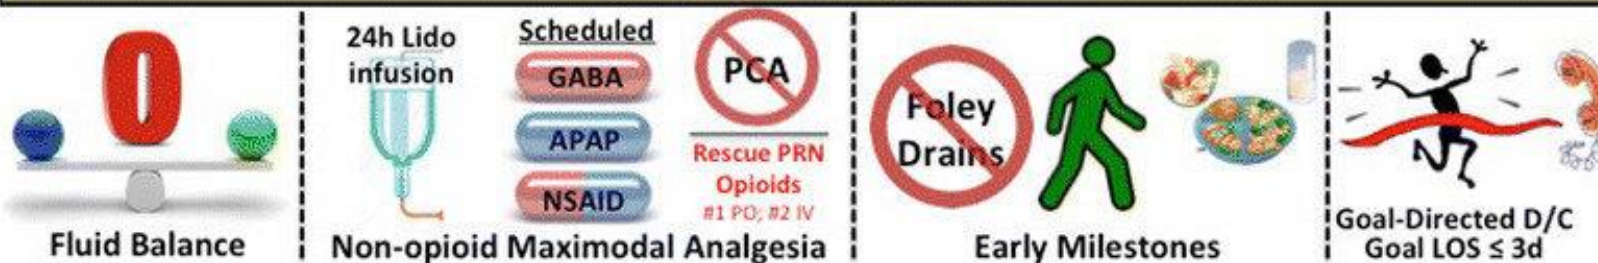 0
Fluid Balance
24h Lido
infusion
Scheduled
GABA
APAP
NSAID
PCA
Rescue PRN
Opioids
#1 PO; #2 IV
Non-opioid Maximodal Analgesia
Foley
Drains
Early Milestones
Goal-Directed D/C
Goal LOS ≤ 3d